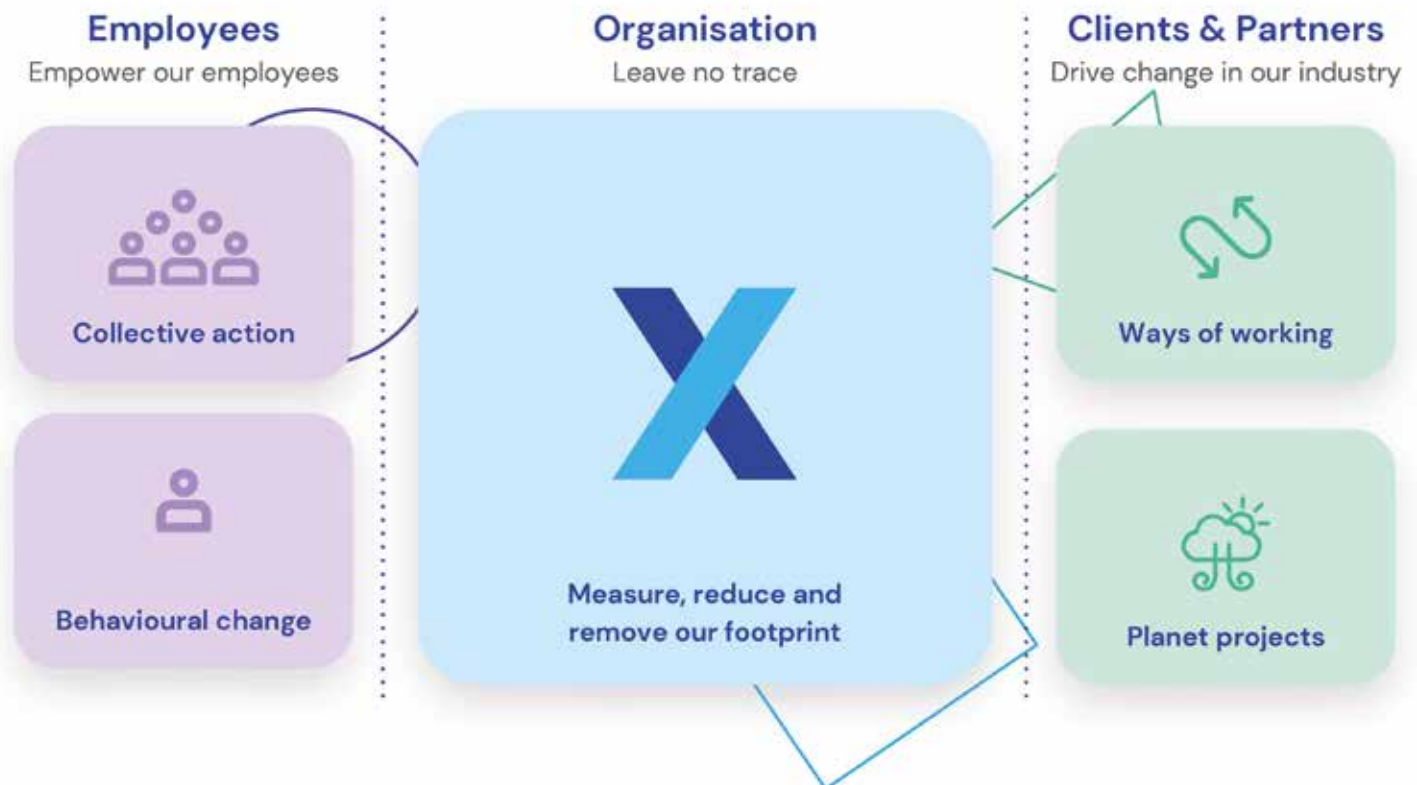 Employees
Empower our employees
Collective action
Behavioural change
Organisation
Leave no trace
Measure, reduce and
remove our footprint
Clients & Partners
Drive change in our industry
Ways of working
Planet projects